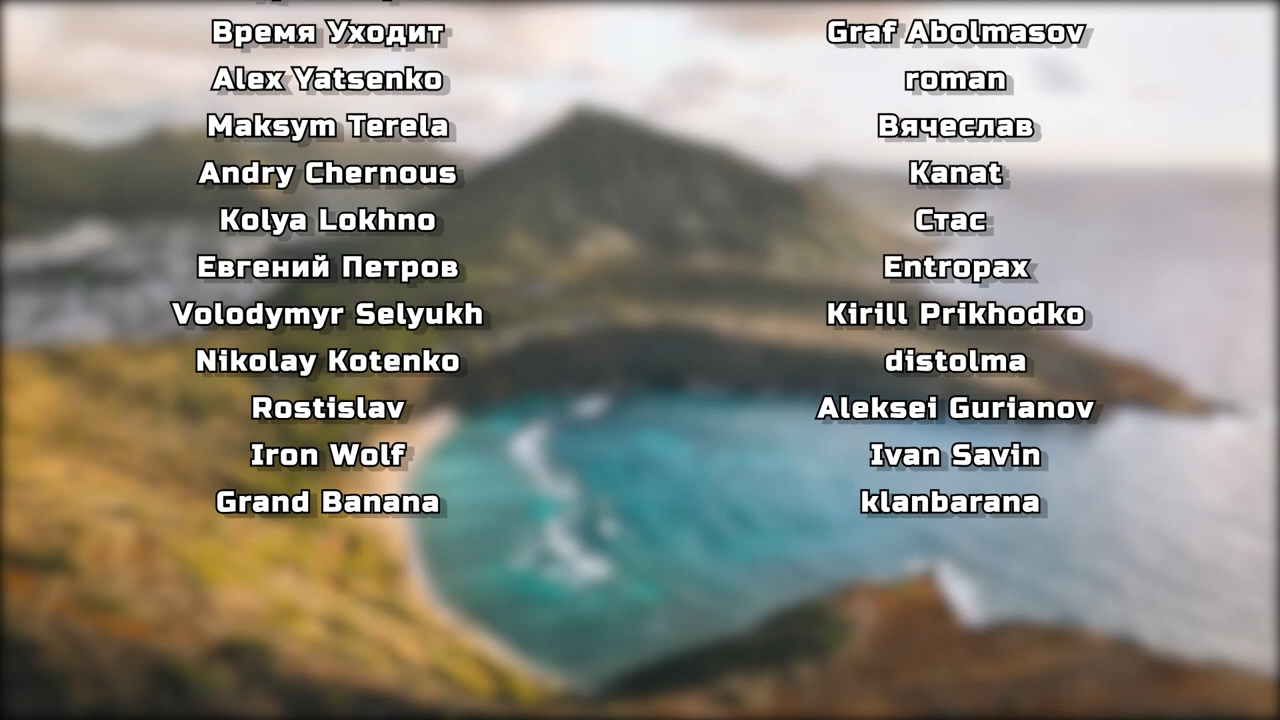 Время Уходит
Alex Yatsenko
Maksym Terela
Andry Chernous
Kolya Lokhno
Евгений Петров
Volodymyr Selyukh
Nikolay Kotenko
Rostislav
Iron Wolf
Grand Banana
Graf Abolmasov
roman
Вячеслав
Kanat
Стас
Entropax
Kirill Prikhodko
distolma
Aleksei Gurianov
Ivan Savin
klanbarana